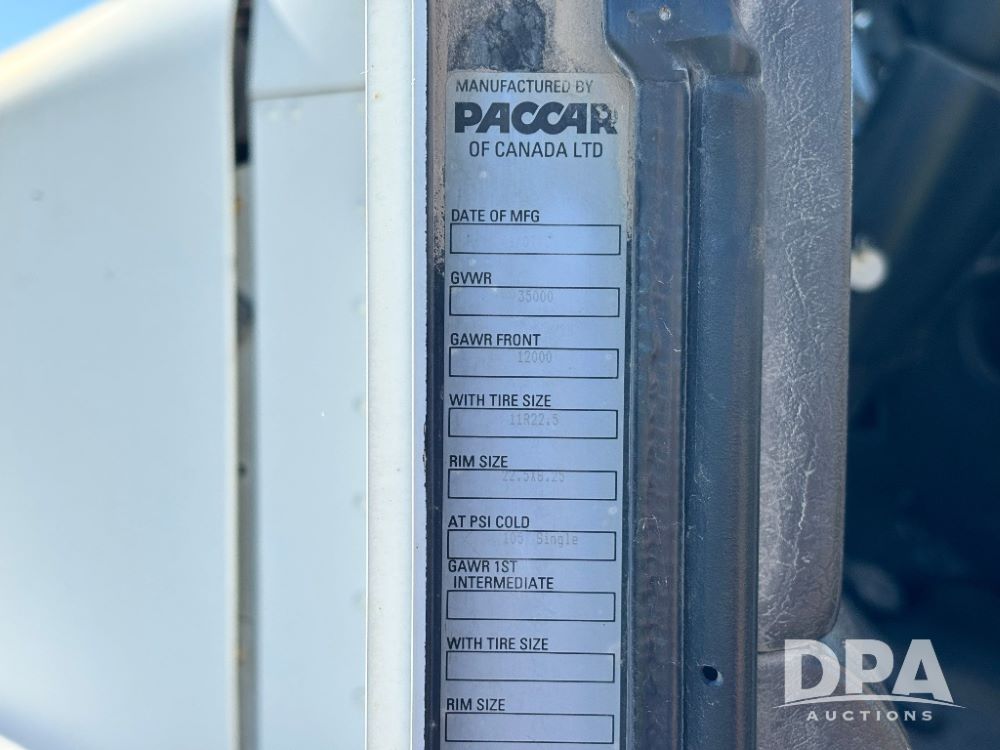 MANUFACTURED BY
PACCAR
OF CANADA LTD
DATE OF MFG
GVWR
35000
GAWR FRONT
12000
WITH TIRE SIZE
11R22.5
RIM SIZE
22.5X8.25
AT PSI COLD
105 Single
GAWR 1ST
INTERMEDIATE
WITH TIRE SIZE
RIM SIZE
DPA
AUCTIONS